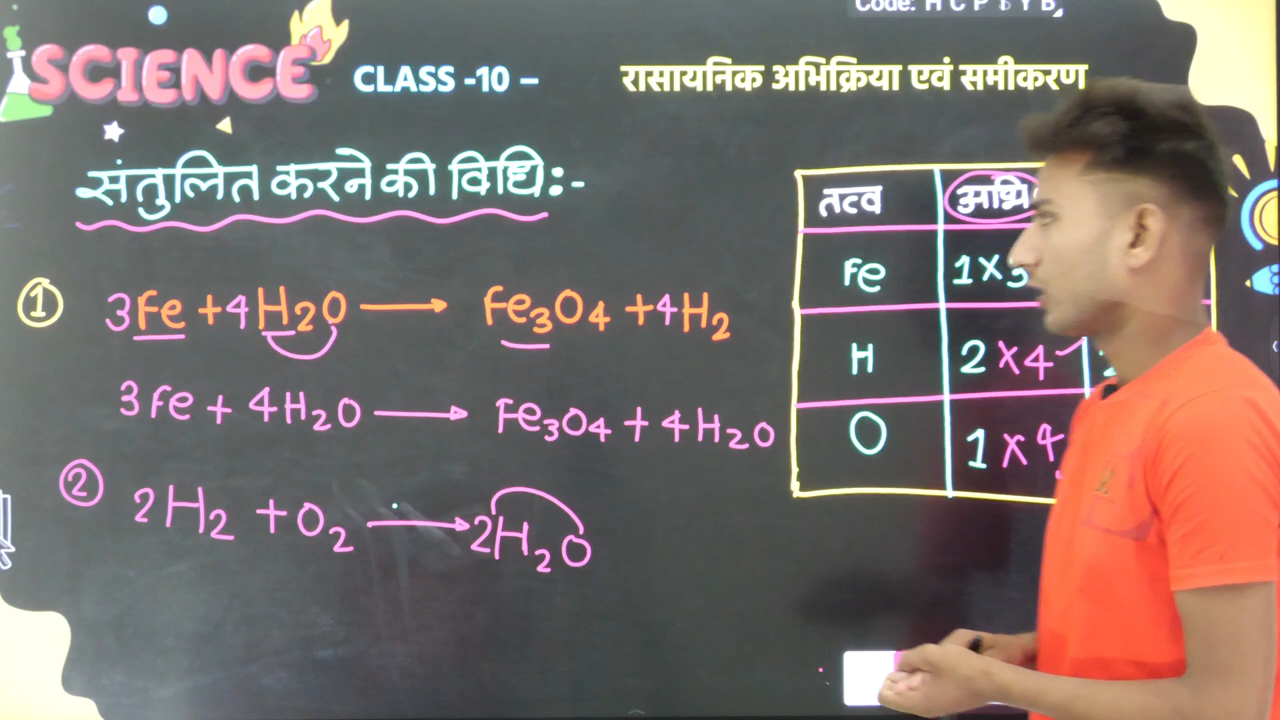 Code: H C P B Y B
SCIENCE CLASS -10 – रासायनिक अभिक्रिया एवं समीकरण
संतुलित करने की विधि:-
① 3Fe + 4H2O → Fe₃O₄ + 4H₂
3Fe + 4H₂O → Fe₃O₄ + 4H₂O
② 2H₂ + O₂ → 2H₂O
तत्व
Fe 1×3
H 2×4
O 1×4